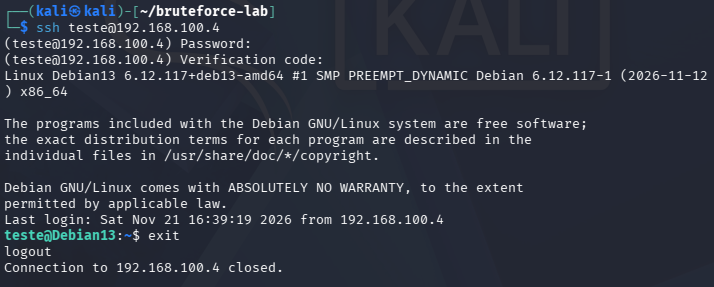 ┌──(kali㉿kali)-[~/bruteforce-lab]
└─$ ssh teste@192.168.100.4
(teste@192.168.100.4) Password:
(teste@192.168.100.4) Verification code:
Linux Debian13 6.12.117+deb13-amd64 #1 SMP PREEMPT_DYNAMIC Debian 6.12.117-1 (2026-11-12
) x86_64

The programs included with the Debian GNU/Linux system are free software;
the exact distribution terms for each program are described in the
individual files in /usr/share/doc/*/copyright.

Debian GNU/Linux comes with ABSOLUTELY NO WARRANTY, to the extent
permitted by applicable law.
Last login: Sat Nov 21 16:39:19 2026 from 192.168.100.4
teste@Debian13:~$ exit
logout
Connection to 192.168.100.4 closed.
KALI